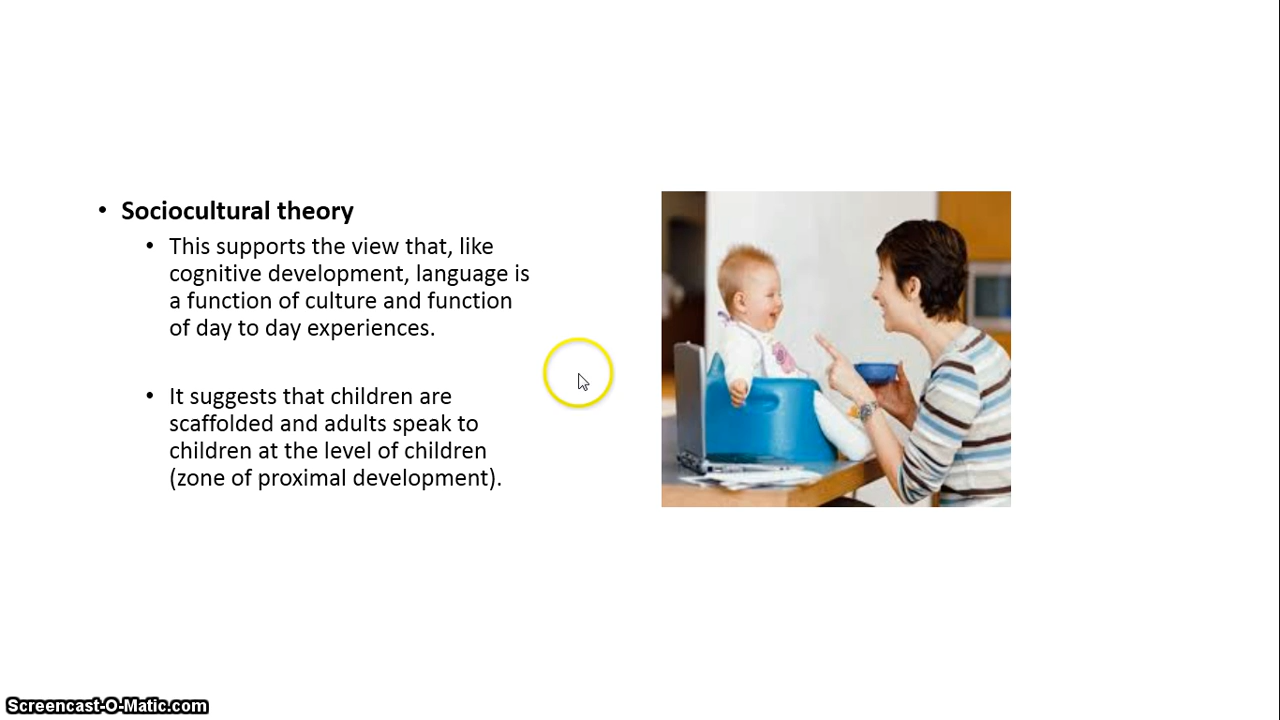 • Sociocultural theory
• This supports the view that, like
cognitive development, language is
a function of culture and function
of day to day experiences.
• It suggests that children are
scaffolded and adults speak to
children at the level of children
(zone of proximal development).
Screencast-O-Matic.com